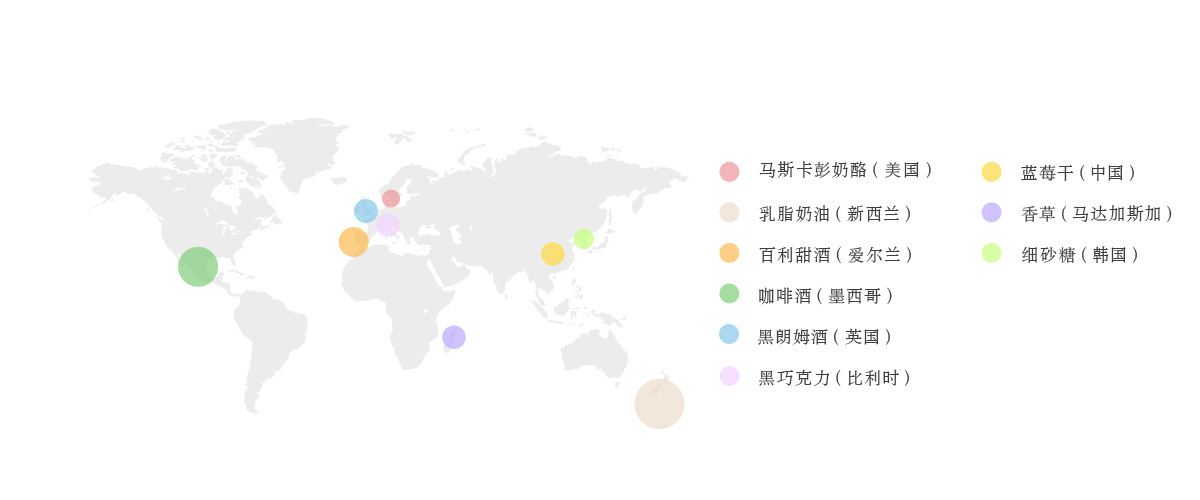 马斯卡彭奶酪(美国)
乳脂奶油(新西兰)
百利甜酒(爱尔兰)
咖啡酒(墨西哥)
黑朗姆酒(英国)
黑巧克力(比利时)
蓝莓干(中国)
香草(马达加斯加)
细砂糖(韩国)